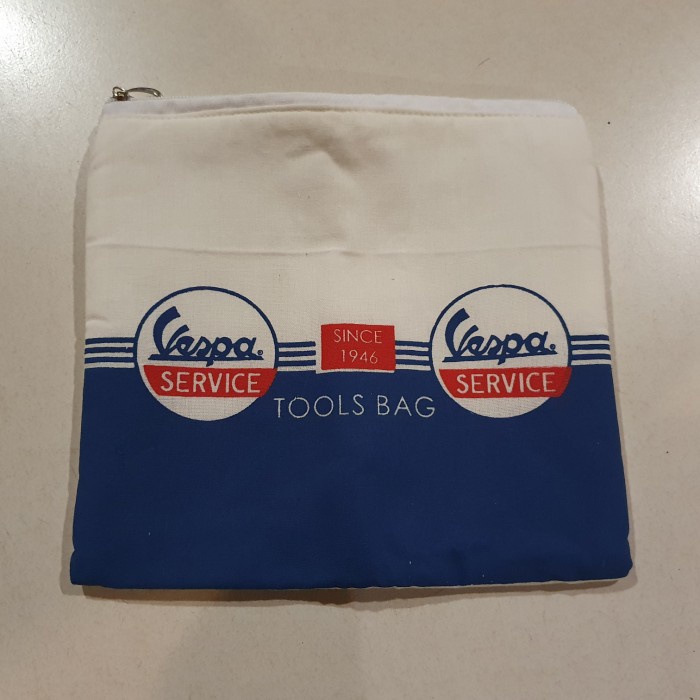 Vespa®
SERVICE
SINCE
1946
Vespa®
SERVICE
TOOLS BAG